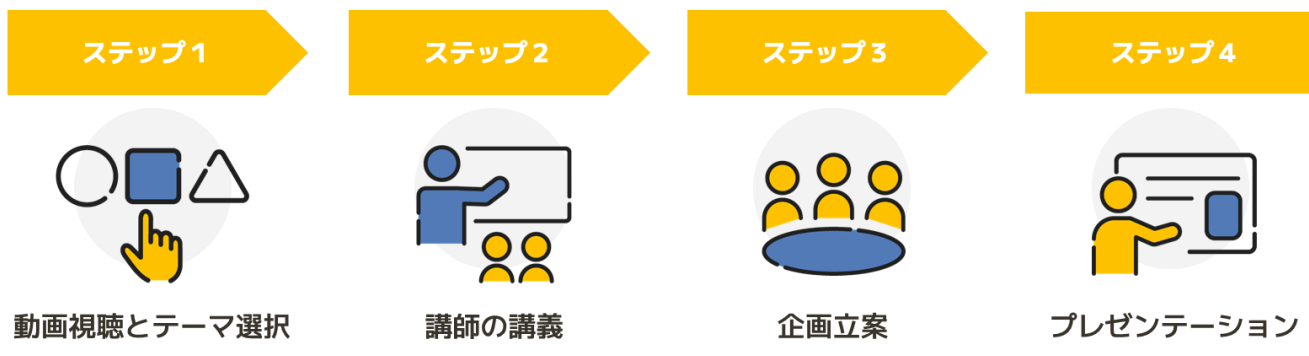 ステップ１
ステップ２
ステップ３
ステップ４
動画視聴とテーマ選択
講師の講義
企画立案
プレゼンテーション